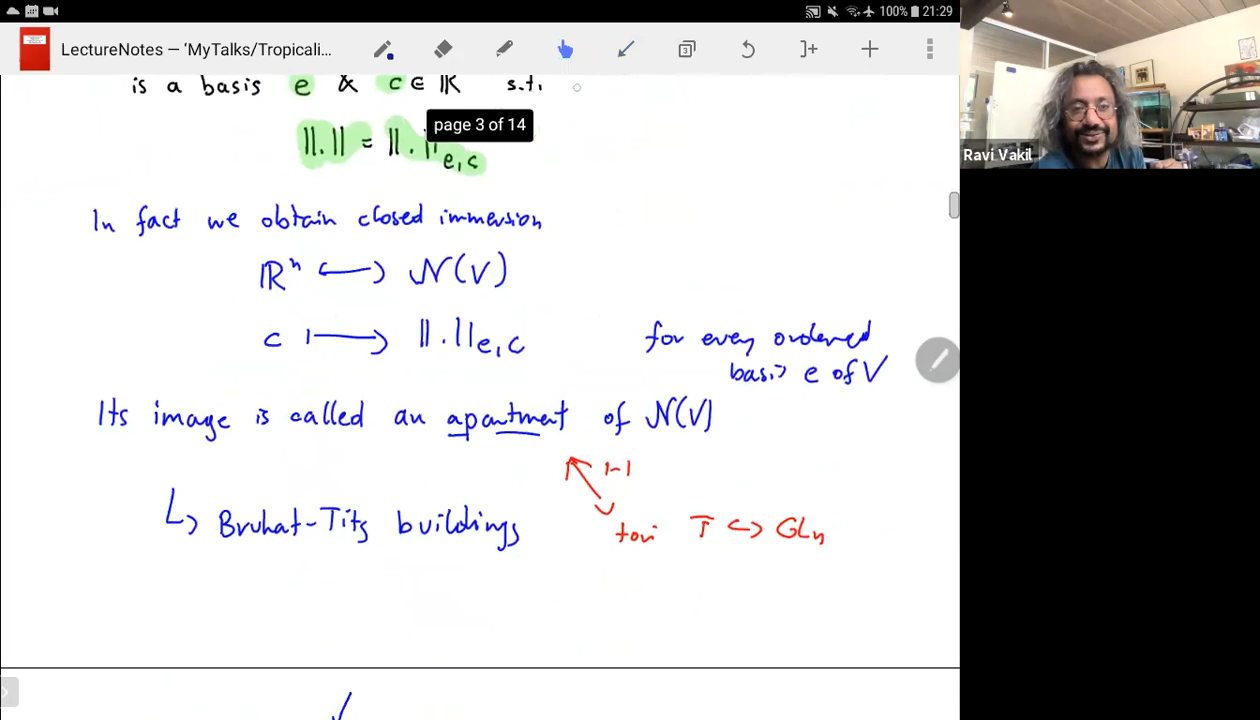 100% 21:29
LectureNotes – ‘MyTalks/Tropicali...
is a basis e & c ∈ ℝ s.t.
page 3 of 14
||.|| = ||.||e,c
In fact we obtain closed immersion
ℝⁿ ↪ 𝒩(V)
c ↦ ||.||e,c
for every ordered
basis e of V
Its image is called an apartment of 𝒩(V)
1-1
↳ Bruhat-Tits buildings
tori T ↪ GLn
Ravi Vakil